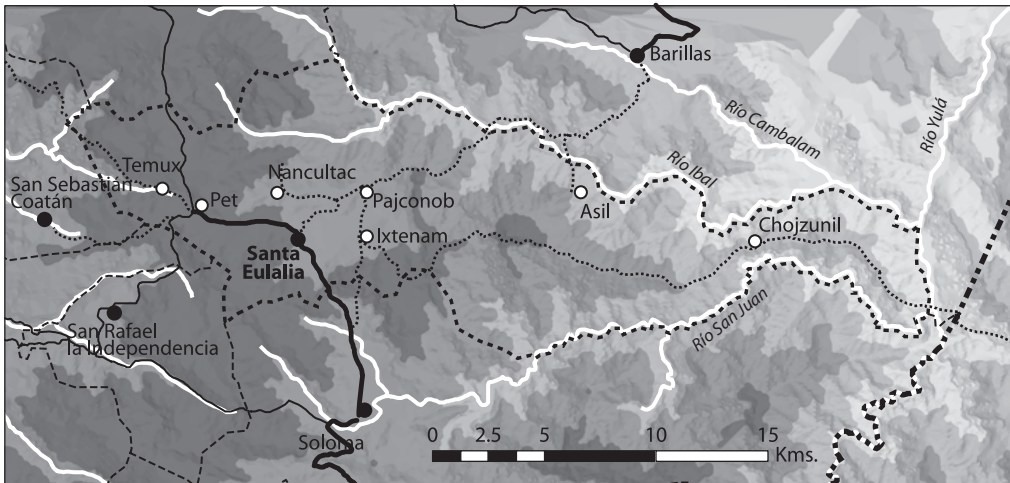 Barillas
Río Cambalam
Río Yulá
Río Ibal
Temux
Nancultac
San Sebastián
Coatán
Pet
Pajconob
Asil
Ixtenam
Chojzunil
Santa
Eulalia
San Rafael
la Independencia
Río San Juan
Soloma
0 2.5 5 10 15
Kms.